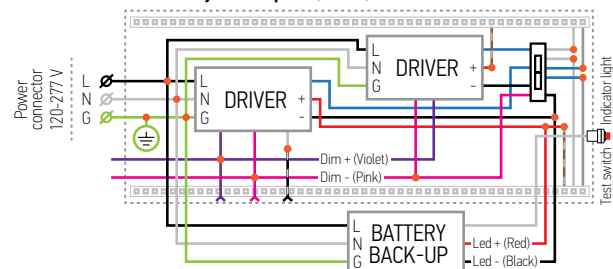 Power
connector
120-277 V
L
N
G
L
N
G
DRIVER
+
-
L
N
G
DRIVER
+
-
Dim + (Violet)
Dim - (Pink)
Test switch
Indicator light
L
N
G
BATTERY
BACK-UP
Led + (Red)
Led - (Black)